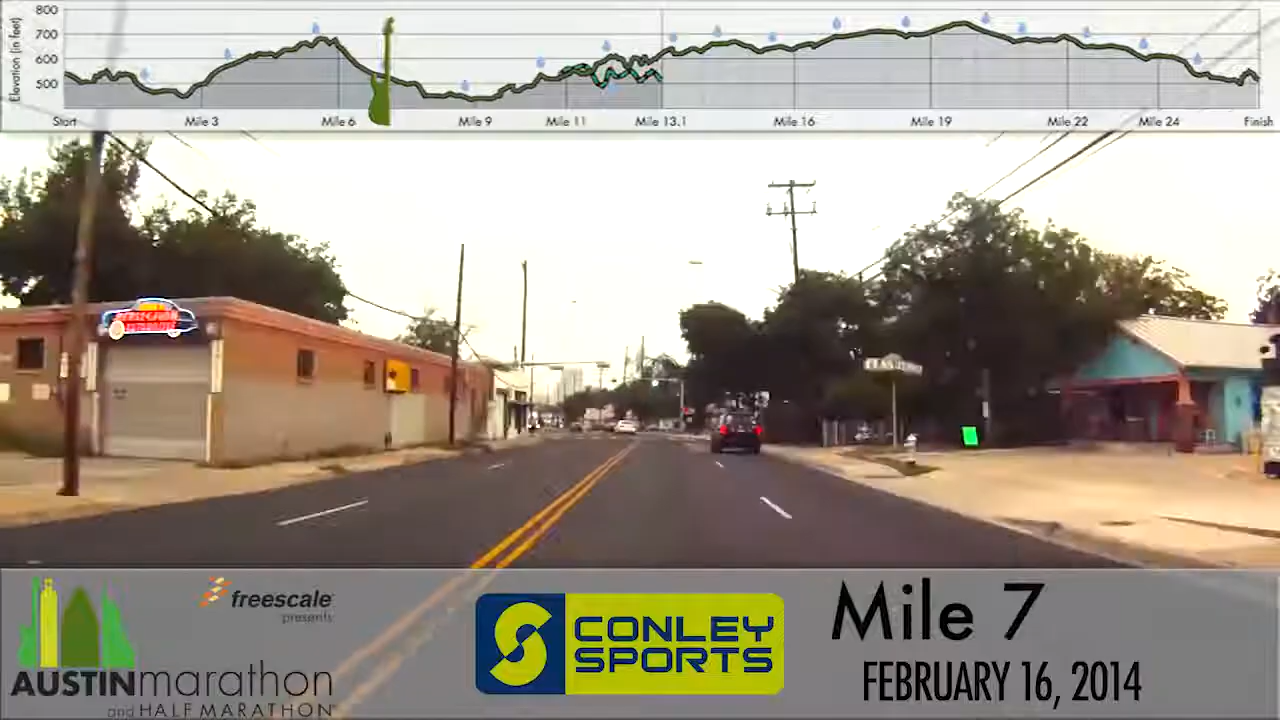 800
700
600
500
Elevation (in feet)
Start
Mile 3
Mile 6
Mile 9
Mile 11
Mile 13.1
Mile 16
Mile 19
Mile 22
Mile 24
Finish
freescale
presents
AUSTINmarathon
and HALF MARATHON
CONLEY
SPORTS
Mile 7
FEBRUARY 16, 2014